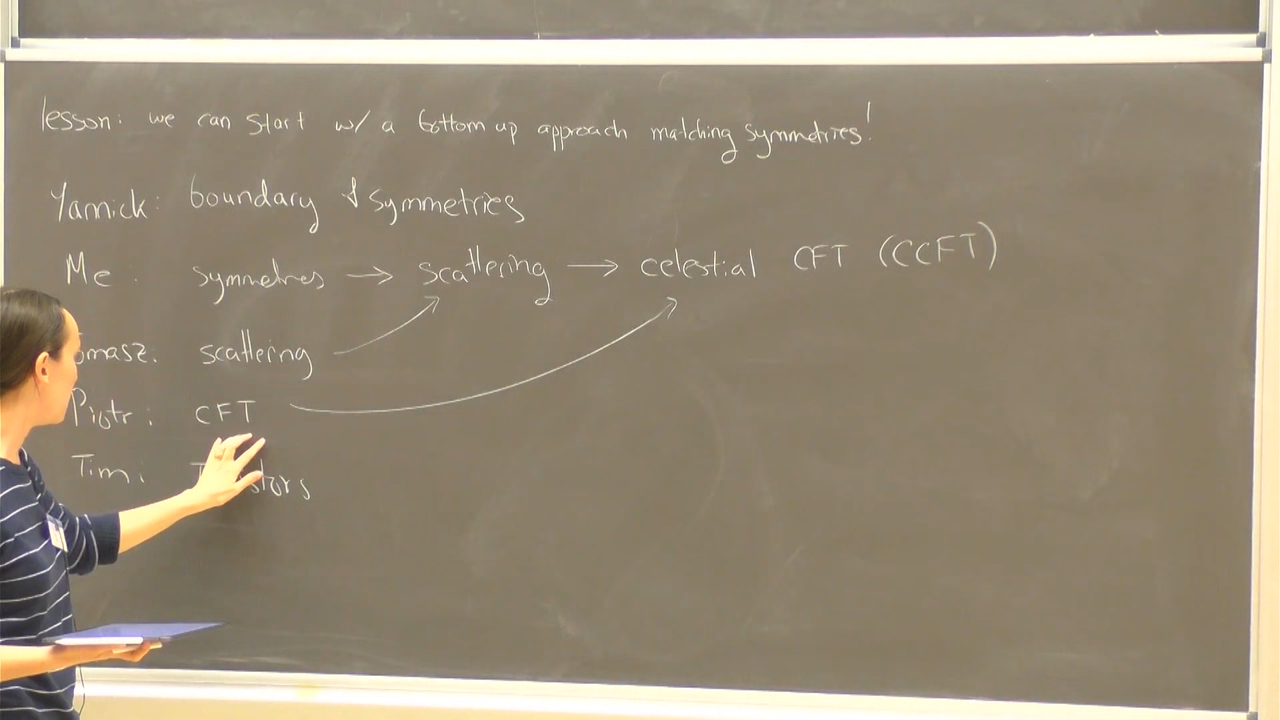 lesson: we can start w/ a bottom up approach matching symmetries!
Yannick: boundary & symmetries
Me: symmetries → scattering → celestial CFT (CCFT)
omasz: scattering
Piotr: CFT
Tim: